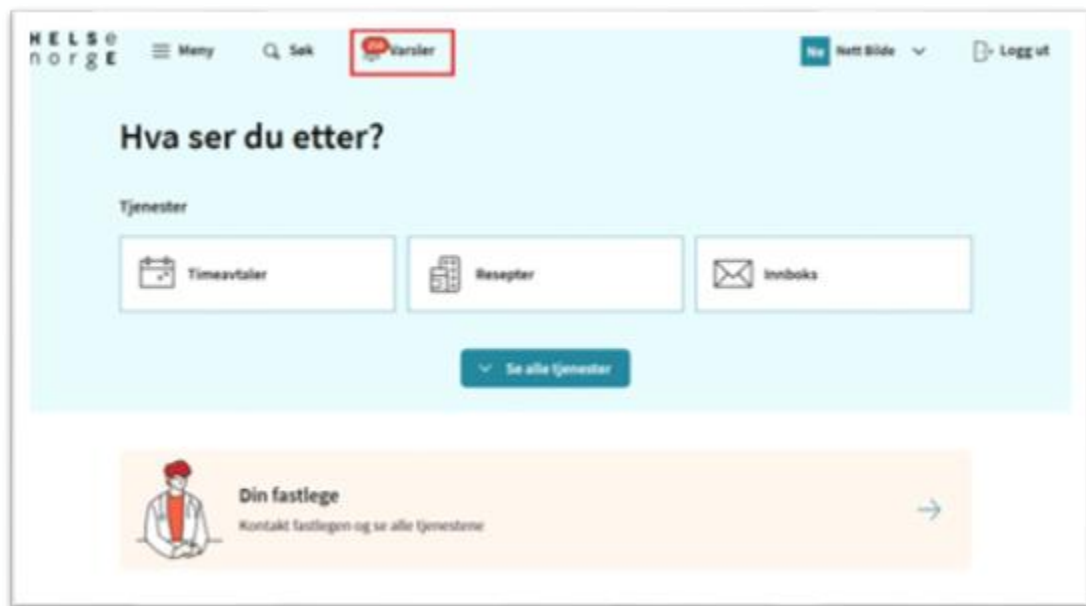 HELSE
norgE
Meny
Søk
Varsler
Ne
Nett Bilde
Logg ut
Hva ser du etter?
Tjenester
Timeavtaler
Resepter
Innboks
Se alle tjenester
Din fastlege
Kontakt fastlegen og se alle tjenestene